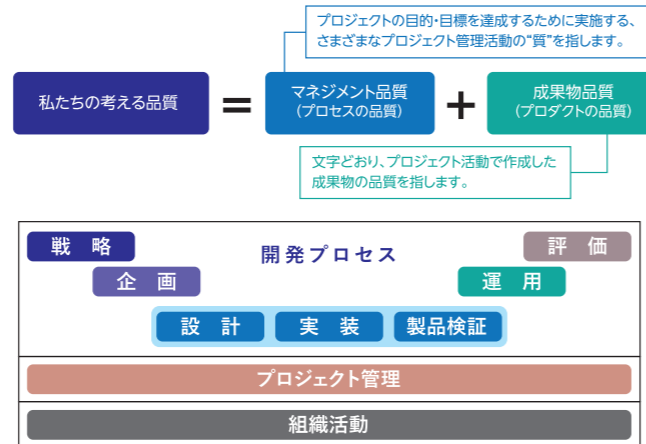 プロジェクトの目的・目標を達成するために実施する、
さまざまなプロジェクト管理活動の“質”を指します。
私たちの考える品質
=
マネジメント品質
(プロセスの品質)
+
成果物品質
(プロダクトの品質)
文字どおり、プロジェクト活動で作成した
成果物の品質を指します。
戦 略
開発プロセス
評 価
企 画
運 用
設 計
実 装
製品検証
プロジェクト管理
組織活動